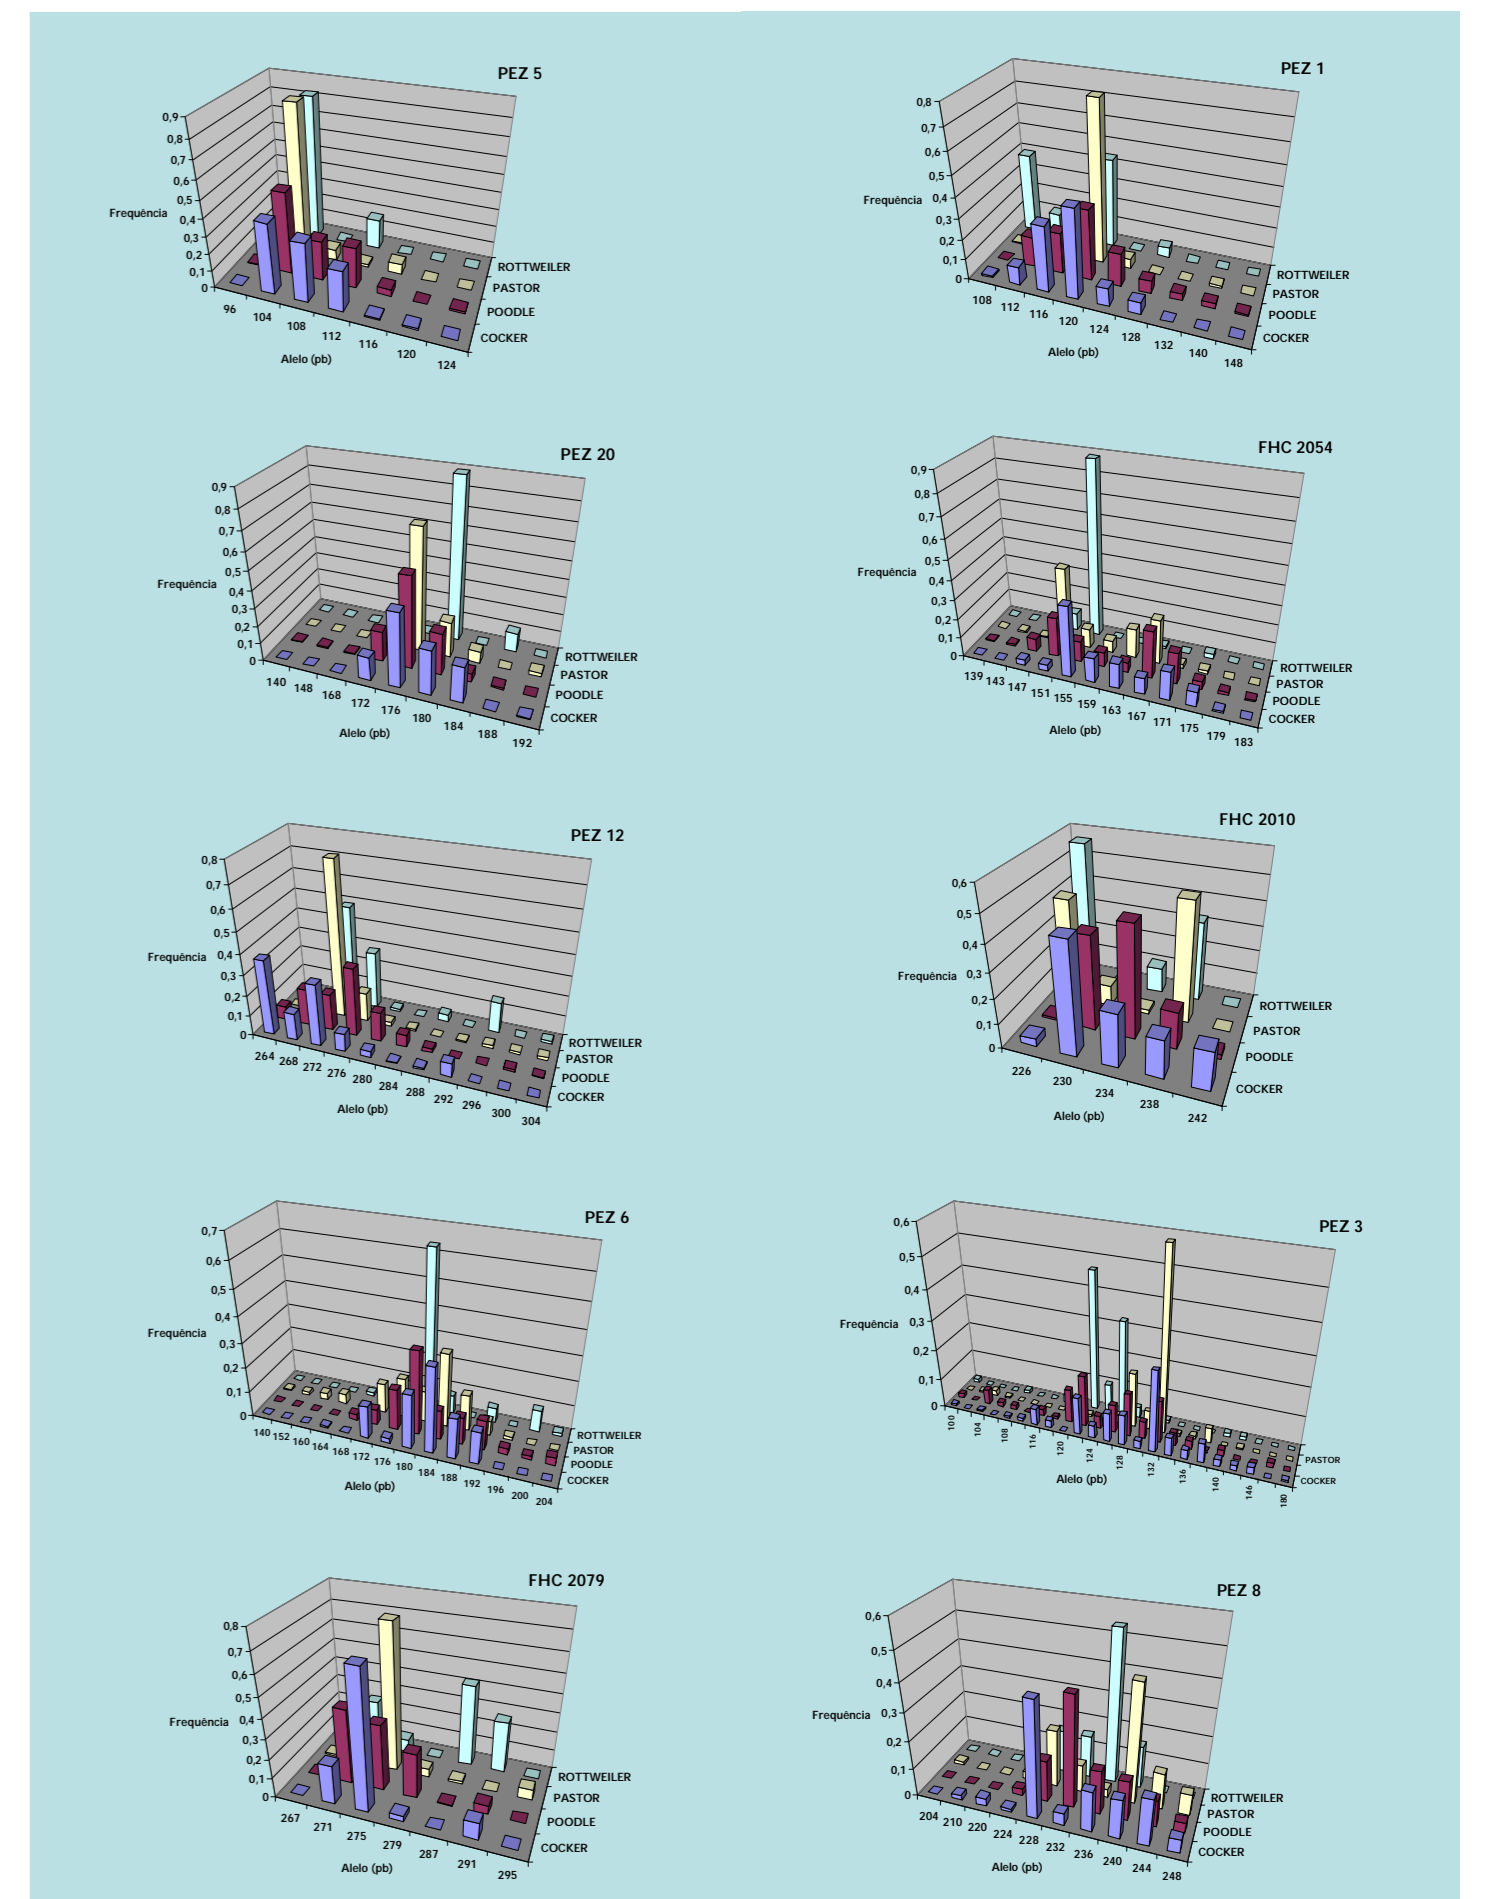 PEZ 5
0,9
0,8
0,7
0,6
0,5
0,4
0,3
0,2
0,1
0
Frequência
96
104
108
112
116
120
124
Alelo (pb)
ROTTWEILER
PASTOR
POODLE
COCKER
PEZ 1
0,8
0,7
0,6
0,5
0,4
0,3
0,2
0,1
0
Frequência
108
112
116
120
124
128
132
140
148
Alelo (pb)
ROTTWEILER
PASTOR
POODLE
COCKER
PEZ 20
0,9
0,8
0,7
0,6
0,5
0,4
0,3
0,2
0,1
0
Frequência
140
148
168
172
176
180
184
188
192
Alelo (pb)
ROTTWEILER
PASTOR
POODLE
COCKER
FHC 2054
0,9
0,8
0,7
0,6
0,5
0,4
0,3
0,2
0,1
0
Frequência
139
143
147
151
155
159
163
167
171
175
179
183
Alelo (pb)
ROTTWEILER
PASTOR
POODLE
COCKER
PEZ 12
0,8
0,7
0,6
0,5
0,4
0,3
0,2
0,1
0
Frequência
264
268
272
276
280
284
288
292
296
300
304
Alelo (pb)
ROTTWEILER
PASTOR
POODLE
COCKER
FHC 2010
0,6
0,5
0,4
0,3
0,2
0,1
0
Frequência
226
230
234
238
242
Alelo (pb)
ROTTWEILER
PASTOR
POODLE
COCKER
PEZ 6
0,7
0,6
0,5
0,4
0,3
0,2
0,1
0
Frequência
140
152
160
164
168
172
176
180
184
188
192
196
200
204
Alelo (pb)
ROTTWEILER
PASTOR
POODLE
COCKER
PEZ 3
0,6
0,5
0,4
0,3
0,2
0,1
0
Frequência
100
104
108
116
120
124
128
132
136
140
146
180
Alelo (pb)
PASTOR
COCKER
FHC 2079
0,8
0,7
0,6
0,5
0,4
0,3
0,2
0,1
0
Frequência
267
271
275
279
287
291
295
Alelo (pb)
ROTTWEILER
PASTOR
POODLE
COCKER
PEZ 8
0,6
0,5
0,4
0,3
0,2
0,1
0
Frequência
204
210
220
224
228
232
236
240
244
248
Alelo (pb)
ROTTWEILER
PASTOR
POODLE
COCKER